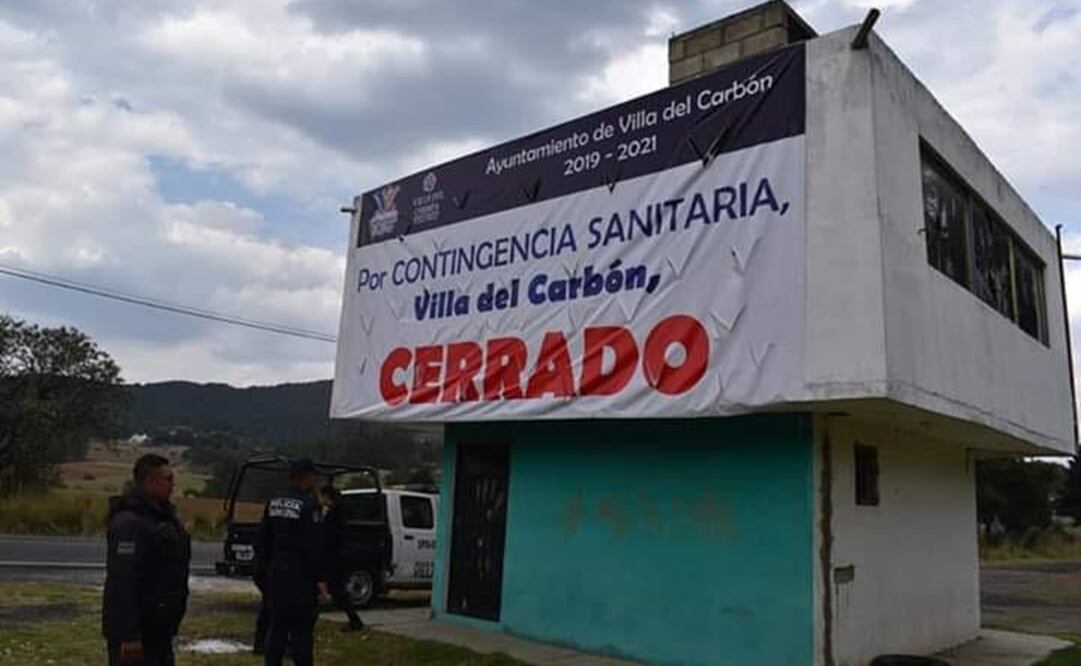 Ayuntamiento de Villa del Carbón
2019 - 2021
Por CONTINGENCIA SANITARIA,
Villa del Carbón,
CERRADO
POLICIA